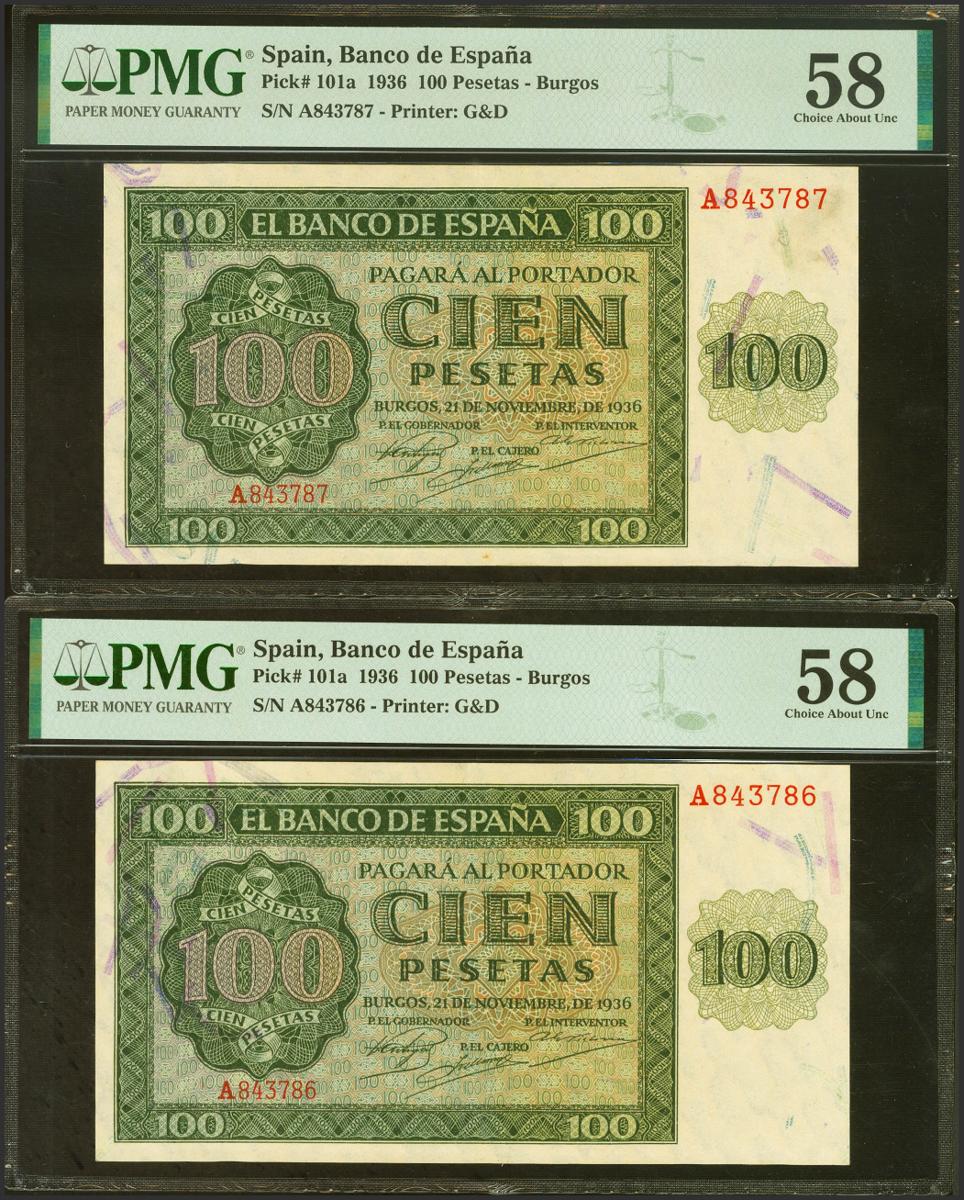 PMG®
PAPER MONEY GUARANTY
Spain, Banco de España
Pick# 101a 1936 100 Pesetas - Burgos
S/N A843787 - Printer: G&D
58
Choice About Unc
A843787
100 EL BANCO DE ESPAÑA 100
PAGARÁ AL PORTADOR
CIEN
PESETAS
BURGOS, 21 DE NOVIEMBRE, DE 1936
P. EL GOBERNADOR P. EL INTERVENTOR
P. EL CAJERO
CIEN PESETAS
100
CIEN PESETAS
A843787
100 100
100
PMG®
PAPER MONEY GUARANTY
Spain, Banco de España
Pick# 101a 1936 100 Pesetas - Burgos
S/N A843786 - Printer: G&D
58
Choice About Unc
A843786
100 EL BANCO DE ESPAÑA 100
PAGARÁ AL PORTADOR
CIEN
PESETAS
BURGOS, 21 DE NOVIEMBRE, DE 1936
P. EL GOBERNADOR P. EL INTERVENTOR
P. EL CAJERO
CIEN PESETAS
100
CIEN PESETAS
A843786
100 100
100